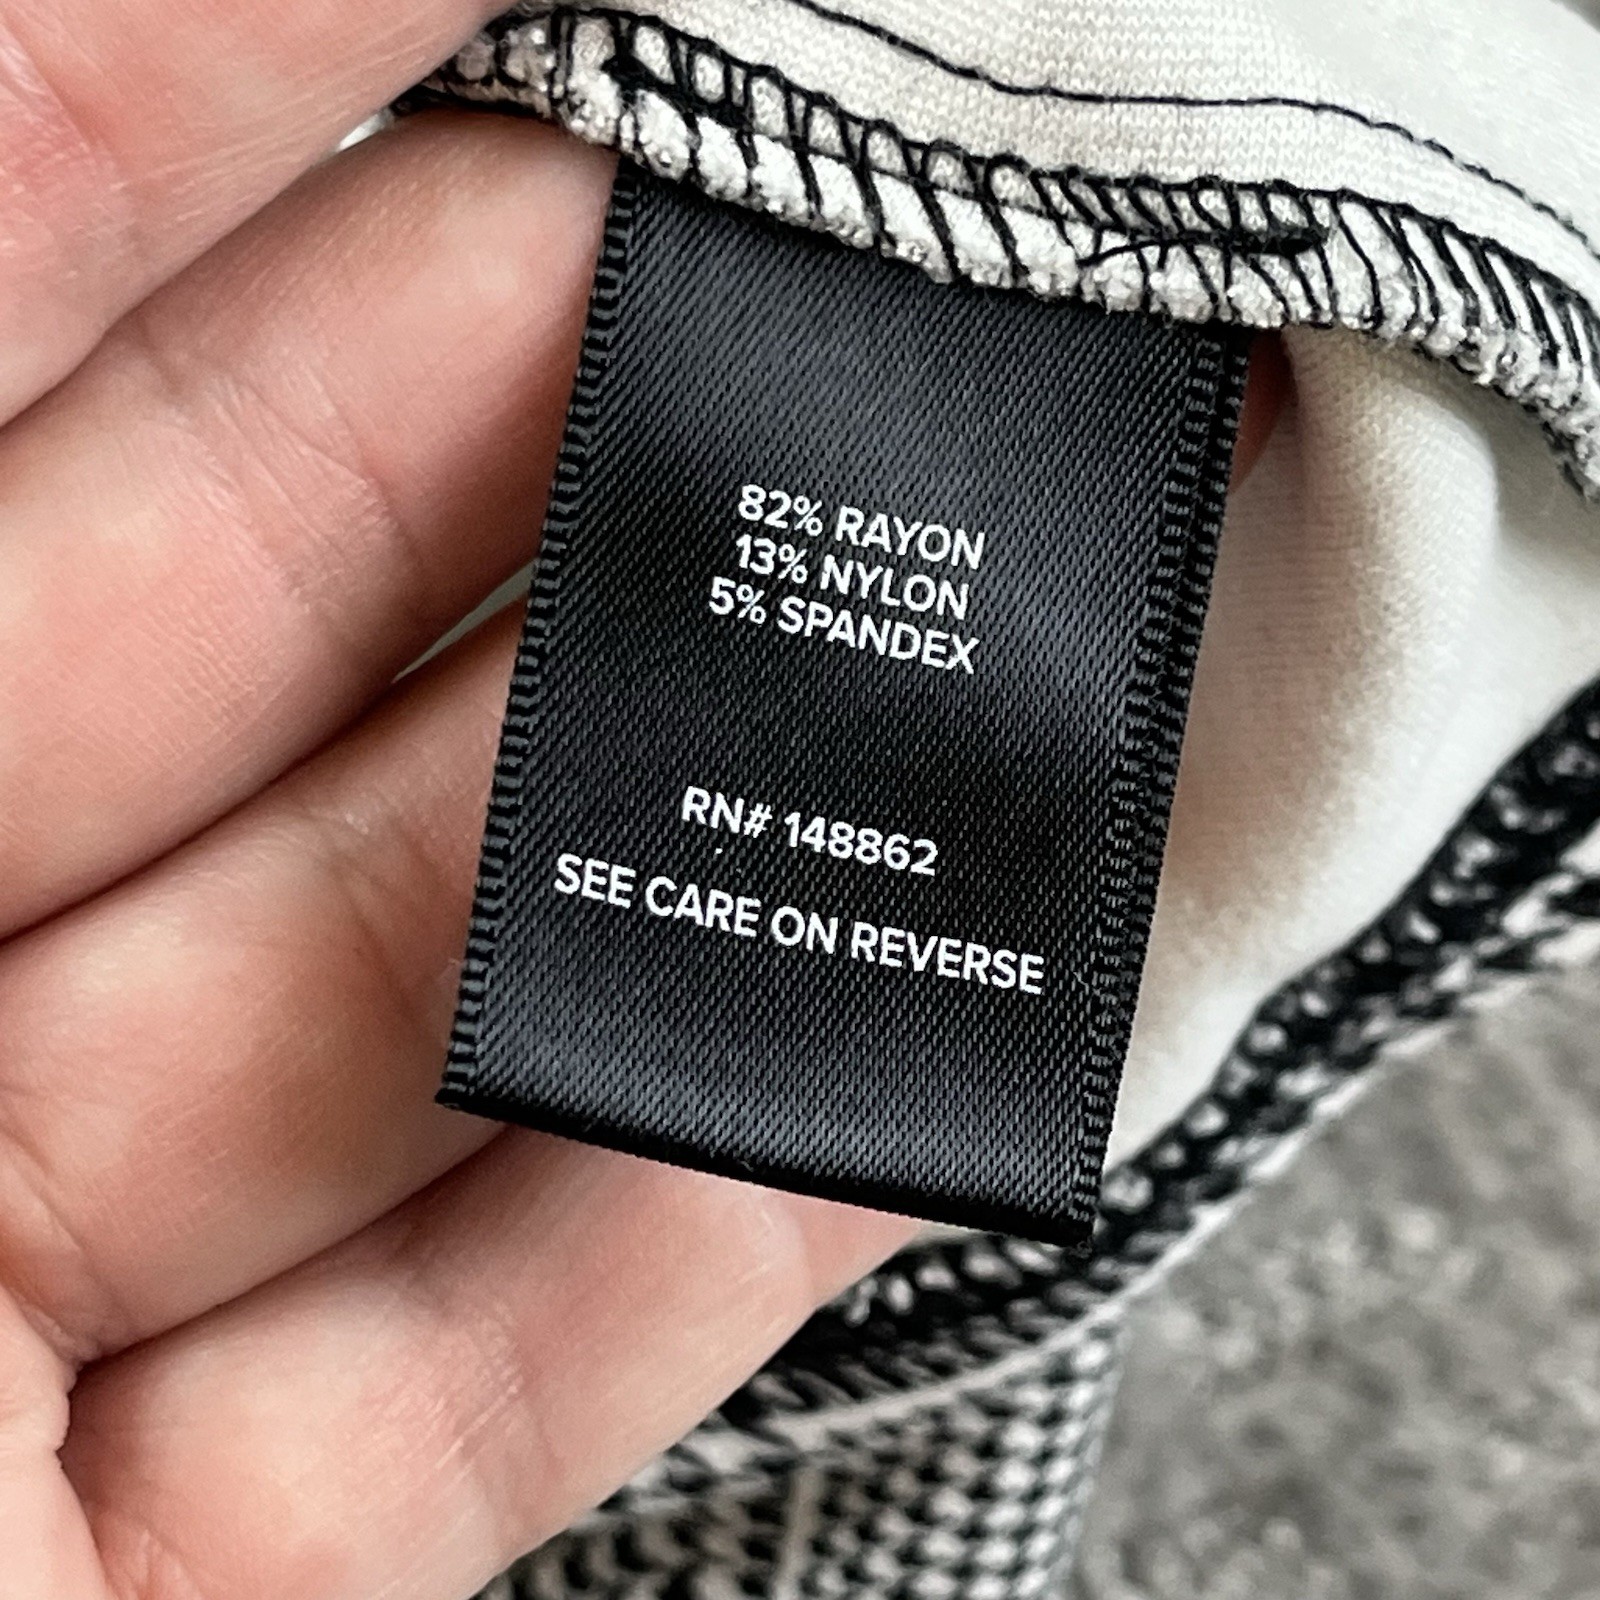 82% RAYON
13% NYLON
5% SPANDEX
RN# 148862
SEE CARE ON REVERSE